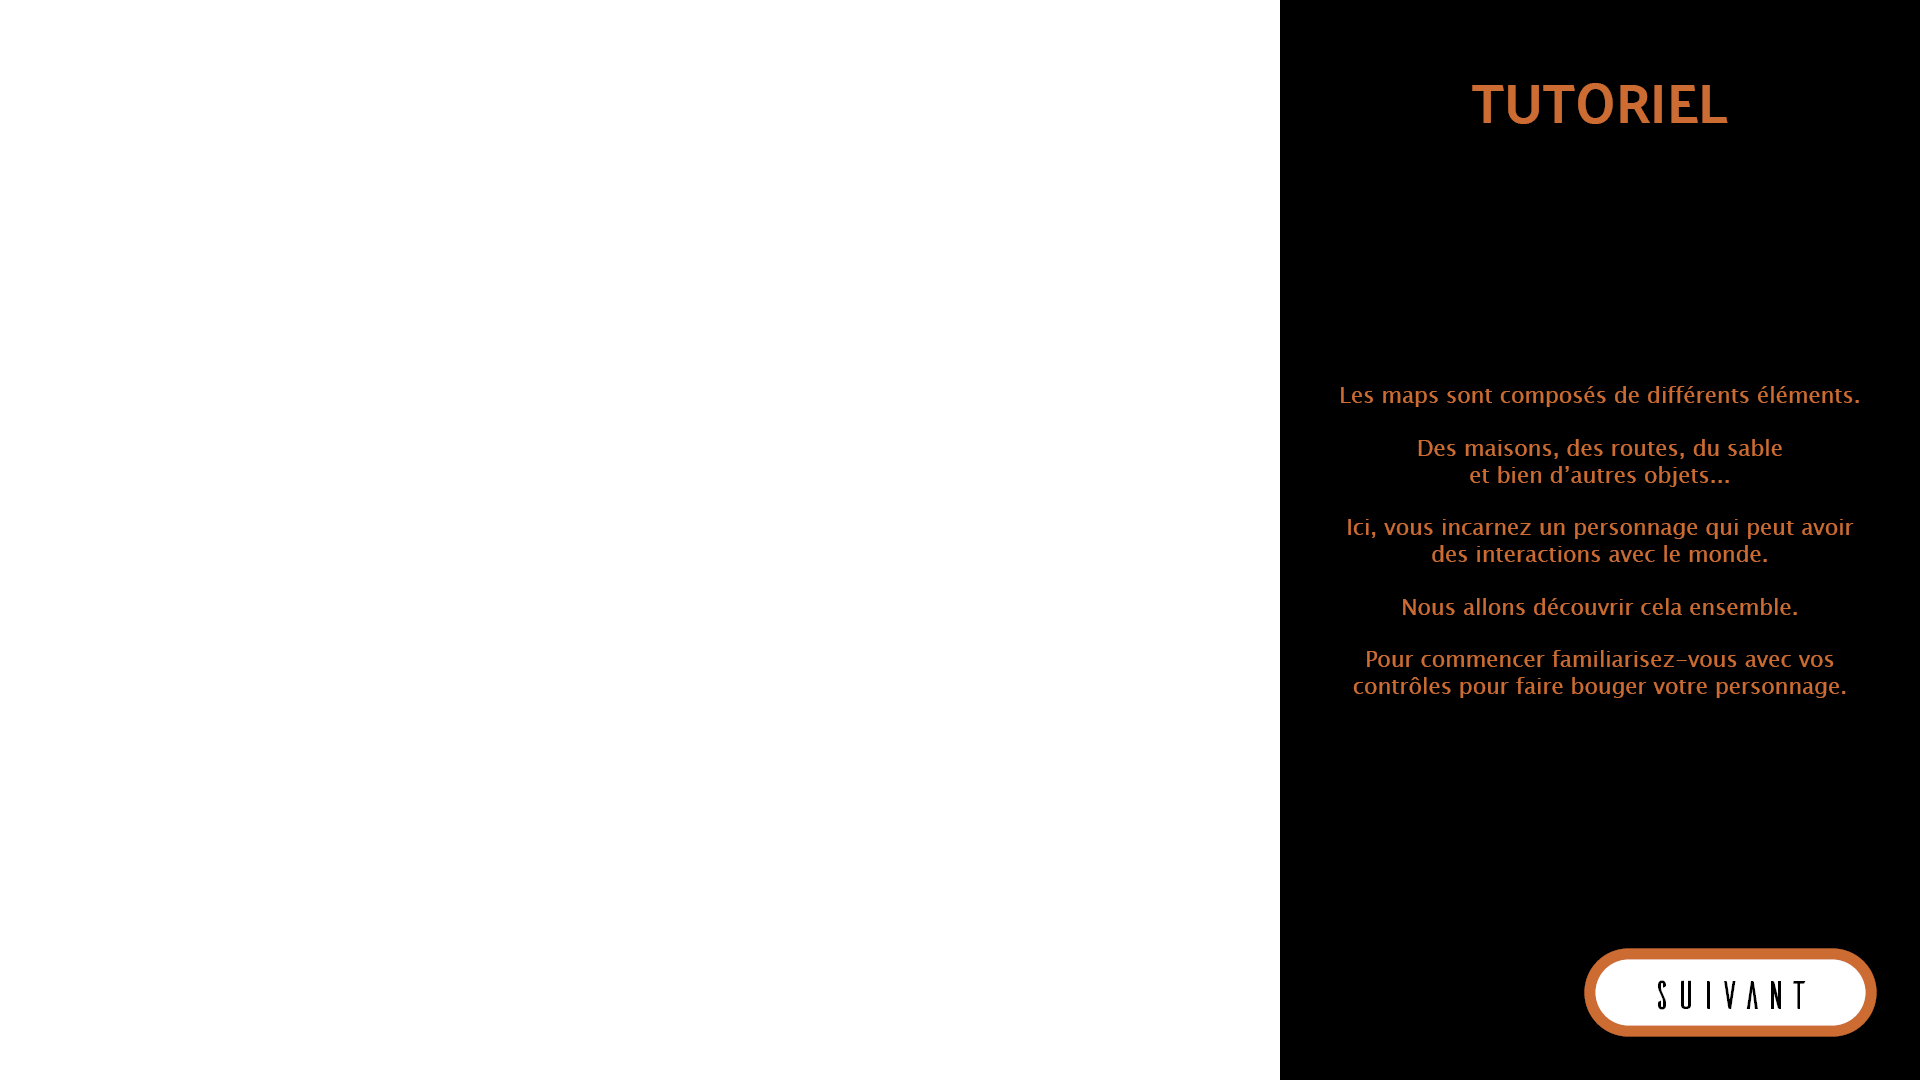 TUTORIEL
Les maps sont composés de différents éléments.
Des maisons, des routes, du sable
et bien d’autres objets...
Ici, vous incarnez un personnage qui peut avoir
des interactions avec le monde.
Nous allons découvrir cela ensemble.
Pour commencer familiarisez-vous avec vos
contrôles pour faire bouger votre personnage.
SUIVANT